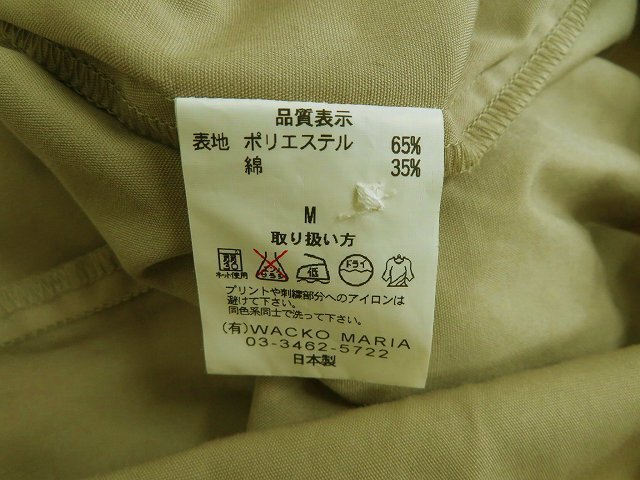 品質表示
表地 ポリエステル 65%
綿 35%
M
取り扱い方
低 ドライ
ネット使用
プリントや刺繍部分へのアイロンは
避けて下さい。
同色系同士で洗って下さい。
(有)WACKO MARIA
03-3462-5722
日本製